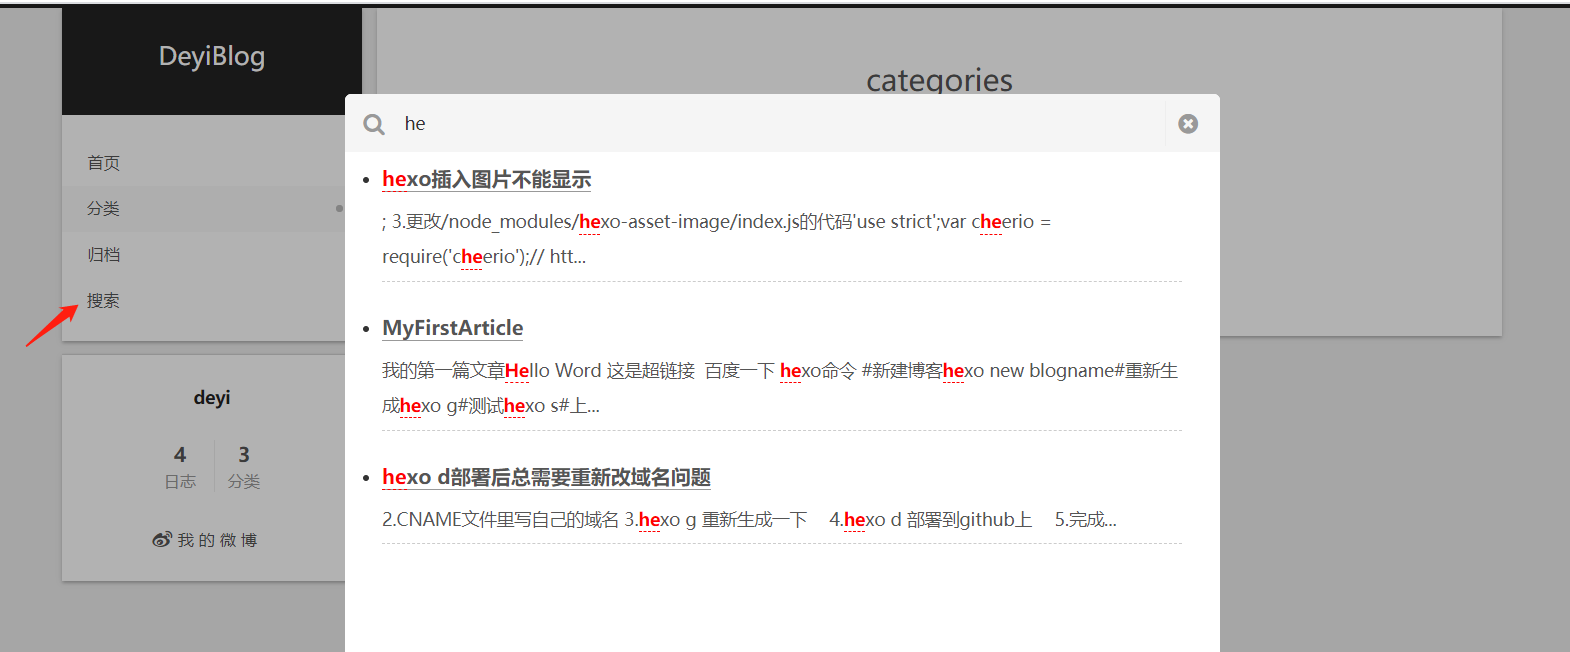 DeyiBlog
首页
分类
归档
搜索
deyi
4
3
日志
分类
我的微博
categories
he
hexo插入图片不能显示
; 3.更改/node_modules/hexo-asset-image/index.js的代码'use strict';var cheerio =
require('cheerio');// htt...
MyFirstArticle
我的第一篇文章Hello Word 这是超链接 百度一下 hexo命令 #新建博客hexo new blogname#重新生
成hexo g#测试hexo s#上...
hexo d部署后总需要重新改域名问题
2.CNAME文件里写自己的域名 3.hexo g 重新生成一下 4.hexo d 部署到github上 5.完成...